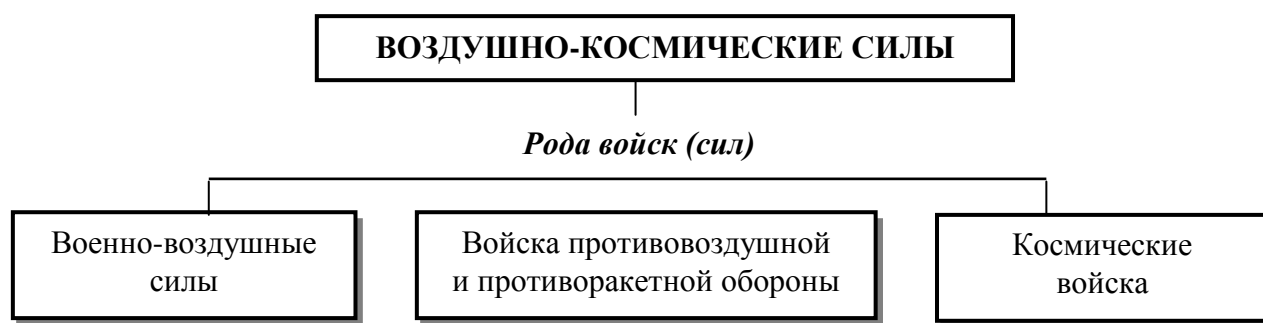 ВОЗДУШНО-КОСМИЧЕСКИЕ СИЛЫ
Рода войск (сил)
Военно-воздушные
силы
Войска противовоздушной
и противоракетной обороны
Космические
войска